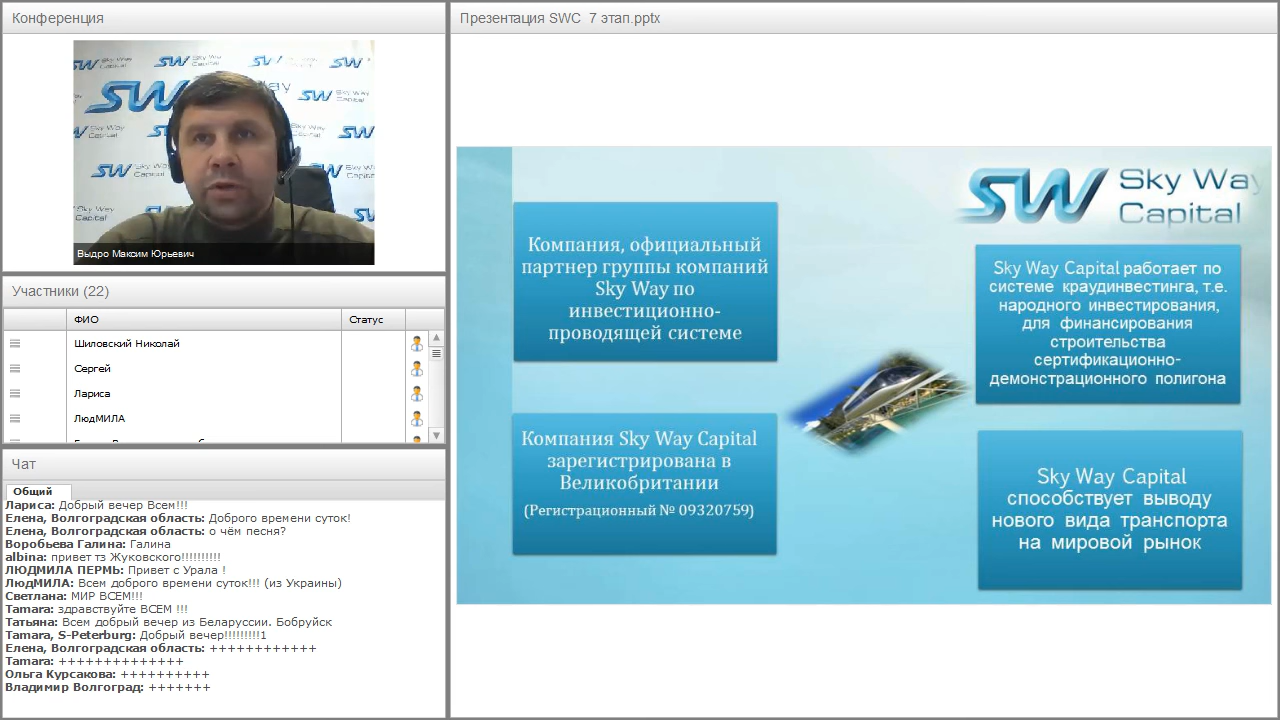 Конференция
SW Sky Way Capital
Выдро Максим Юрьевич
Участники (22)
ФИО Статус
Шиловский Николай
Сергей
Лариса
ЛюдМИЛА
Чат
Общий
Лариса: Добрый вечер Всем!!!
Елена, Волгоградская область: Доброго времени суток!
Елена, Волгоградская область: о чём песня?
Воробьева Галина: Галина
albina: привет тз Жуковского!!!!!!!!!!
ЛЮДМИЛА ПЕРМЬ: Привет с Урала !
ЛюдМИЛА: Всем доброго времени суток!!! (из Украины)
Светлана: МИР ВСЕМ!!!
Tamara: здравствуйте ВСЕМ !!!
Татьяна: Всем добрый вечер из Беларуссии. Бобруйск
Tamara, S-Peterburg: Добрый вечер!!!!!!!!!1
Елена, Волгоградская область: ++++++++++++
Tamara: ++++++++++++++
Ольга Курсакова: ++++++++++
Владимир Волгоград: +++++++
Презентация SWC 7 этап.pptx
SW Sky Way
Capital
Компания, официальный
партнер группы компаний
Sky Way по
инвестиционно-
проводящей системе
Sky Way Capital работает по
системе краудинвестинга, т.е.
народного инвестирования,
для финансирования
строительства
сертификационно-
демонстрационного полигона
Компания Sky Way Capital
зарегистрирована в
Великобритании
(Регистрационный № 09320759)
Sky Way Capital
способствует выводу
нового вида транспорта
на мировой рынок